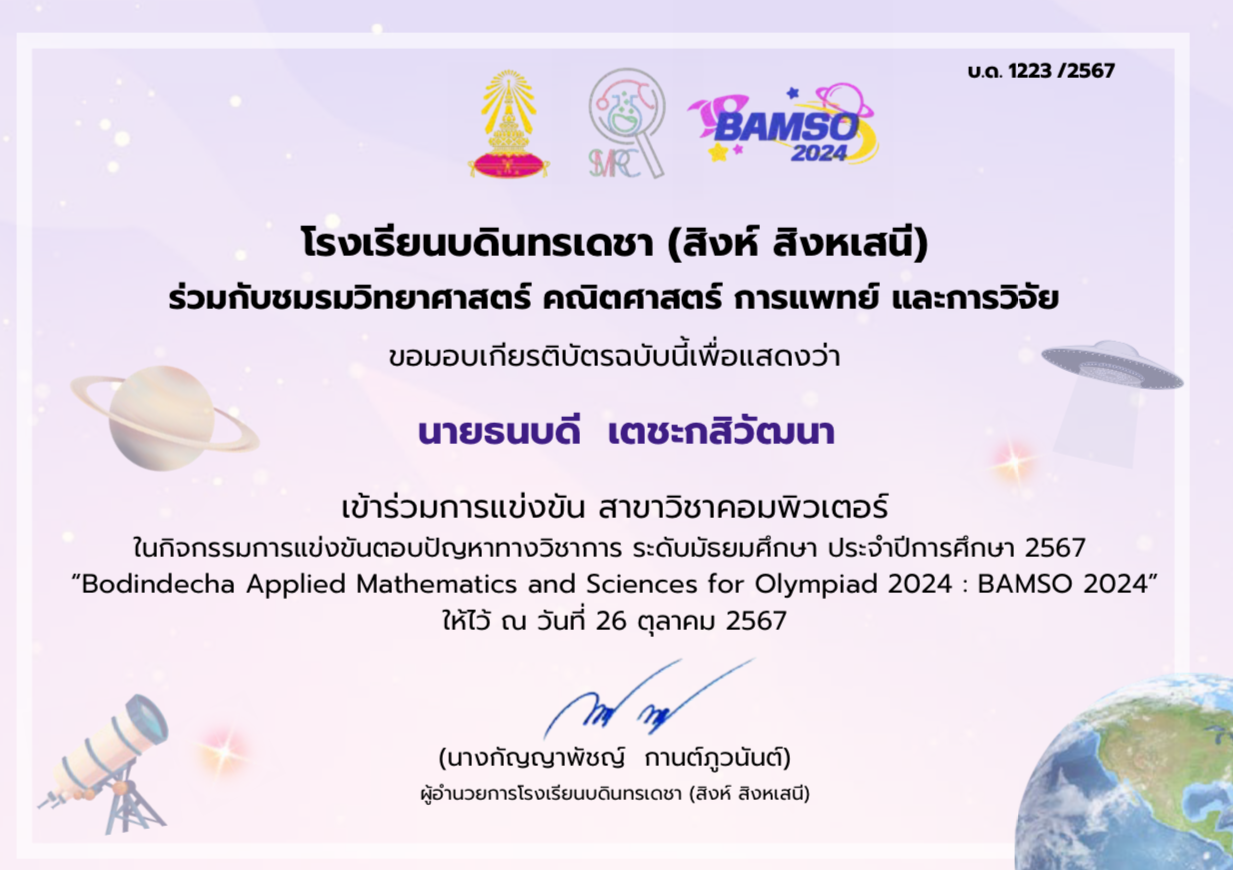 บ.ด. 1223 /2567
SMRC
BAMSO
2024
โรงเรียนบดินทรเดชา (สิงห์ สิงหเสนี)
ร่วมกับชมรมวิทยาศาสตร์ คณิตศาสตร์ การแพทย์ และการวิจัย
ขอมอบเกียรติบัตรฉบับนี้เพื่อแสดงว่า
นายธนบดี เตชะกสิวัฒนา
เข้าร่วมการแข่งขัน สาขาวิชาคอมพิวเตอร์
ในกิจกรรมการแข่งขันตอบปัญหาทางวิชาการ ระดับมัธยมศึกษา ประจำปีการศึกษา 2567
“Bodindecha Applied Mathematics and Sciences for Olympiad 2024 : BAMSO 2024”
ให้ไว้ ณ วันที่ 26 ตุลาคม 2567
(นางกัญญาพัชญ์ กานต์ภูวนันต์)
ผู้อำนวยการโรงเรียนบดินทรเดชา (สิงห์ สิงหเสนี)